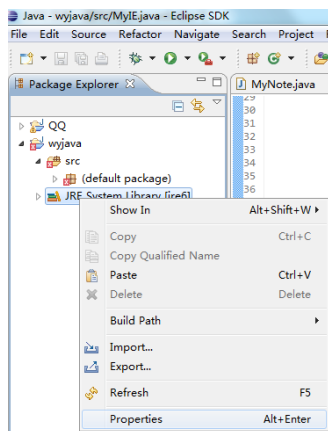 Java - wyjava/src/MyIE.java - Eclipse SDK
File Edit Source Refactor Navigate Search Project
Package Explorer
MyNote.java
29
30
31
32
33
34
35
36
QQ
wyjava
src
(default package)
JRE System Library [jre6]
Show In Alt+Shift+W
Copy Ctrl+C
Copy Qualified Name
Paste Ctrl+V
Delete Delete
Build Path
Import...
Export...
Refresh F5
Properties Alt+Enter